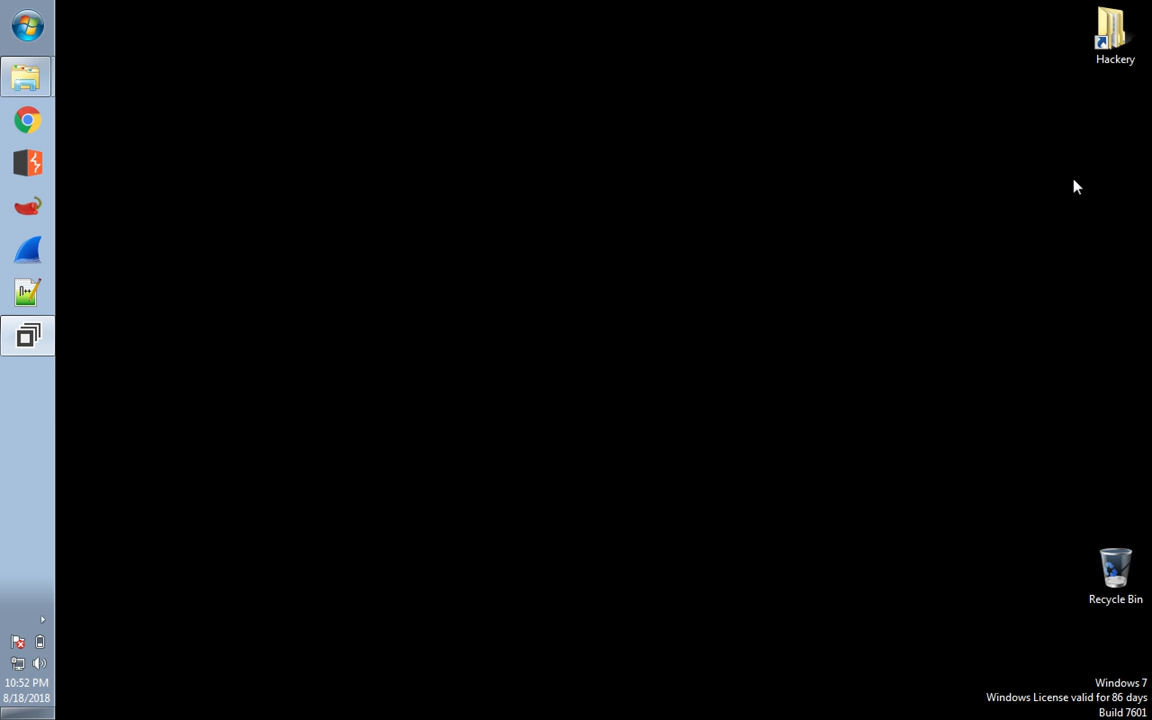 Hackery
Recycle Bin
10:52 PM
8/18/2018
Windows 7
Windows License valid for 86 days
Build 7601